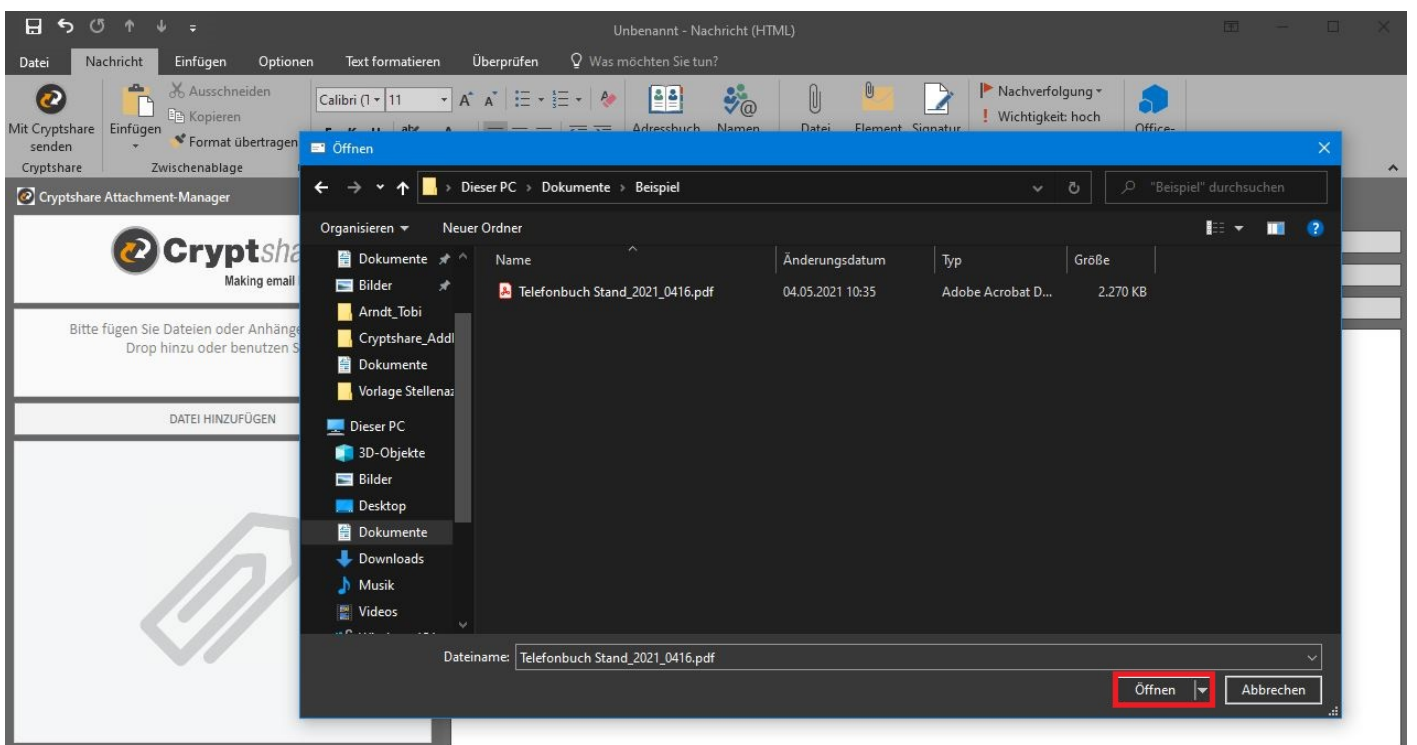 Unbenannt - Nachricht (HTML)
Datei Nachricht Einfügen Optionen Text formatieren Überprüfen Was möchten Sie tun?
Mit Cryptshare senden
Cryptshare
Einfügen
Ausschneiden
Kopieren
Format übertragen
Zwischenablage
Calibri (T 11
Adressbuch Namen Datei Element Signatur
Nachverfolgung
Wichtigkeit: hoch
Office-
Cryptshare Attachment-Manager
Cryptsha
Making email
Bitte fügen Sie Dateien oder Anhänge
Drop hinzu oder benutzen S
DATEI HINZUFÜGEN
Öffnen
Dieser PC › Dokumente › Beispiel
"Beispiel" durchsuchen
Organisieren Neuer Ordner
Dokumente
Bilder
Arndt_Tobi
Cryptshare_Addl
Dokumente
Vorlage Stellenaz
Dieser PC
3D-Objekte
Bilder
Desktop
Dokumente
Downloads
Musik
Videos
Name Änderungsdatum Typ Größe
Telefonbuch Stand_2021_0416.pdf 04.05.2021 10:35 Adobe Acrobat D... 2.270 KB
Dateiname: Telefonbuch Stand_2021_0416.pdf
Öffnen Abbrechen